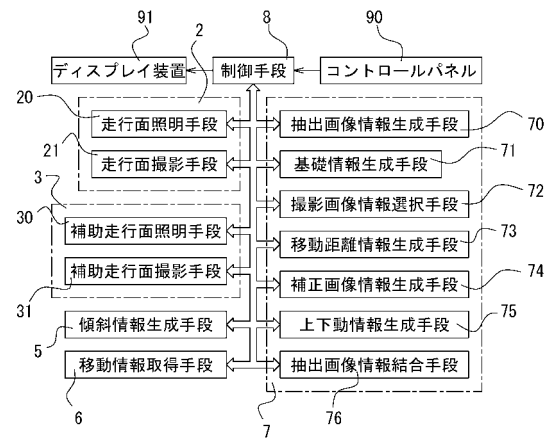 91
2
8
90
ディスプレイ装置
制御手段
コントロールパネル
20
走行面照明手段
抽出画像情報生成手段
70
21
走行面撮影手段
基礎情報生成手段
71
3
撮影画像情報選択手段
72
30
補助走行面照明手段
移動距離情報生成手段
73
補助走行面撮影手段
補正画像情報生成手段
74
31
傾斜情報生成手段
上下動情報生成手段
75
5
移動情報取得手段
抽出画像情報結合手段
6
7
76